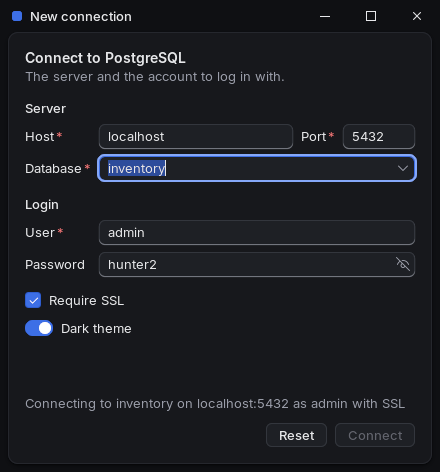 New connection
Connect to PostgreSQL
The server and the account to log in with.
Server
Host* localhost Port* 5432
Database* inventory
Login
User* admin
Password hunter2
Require SSL
Dark theme
Connecting to inventory on localhost:5432 as admin with SSL
Reset Connect